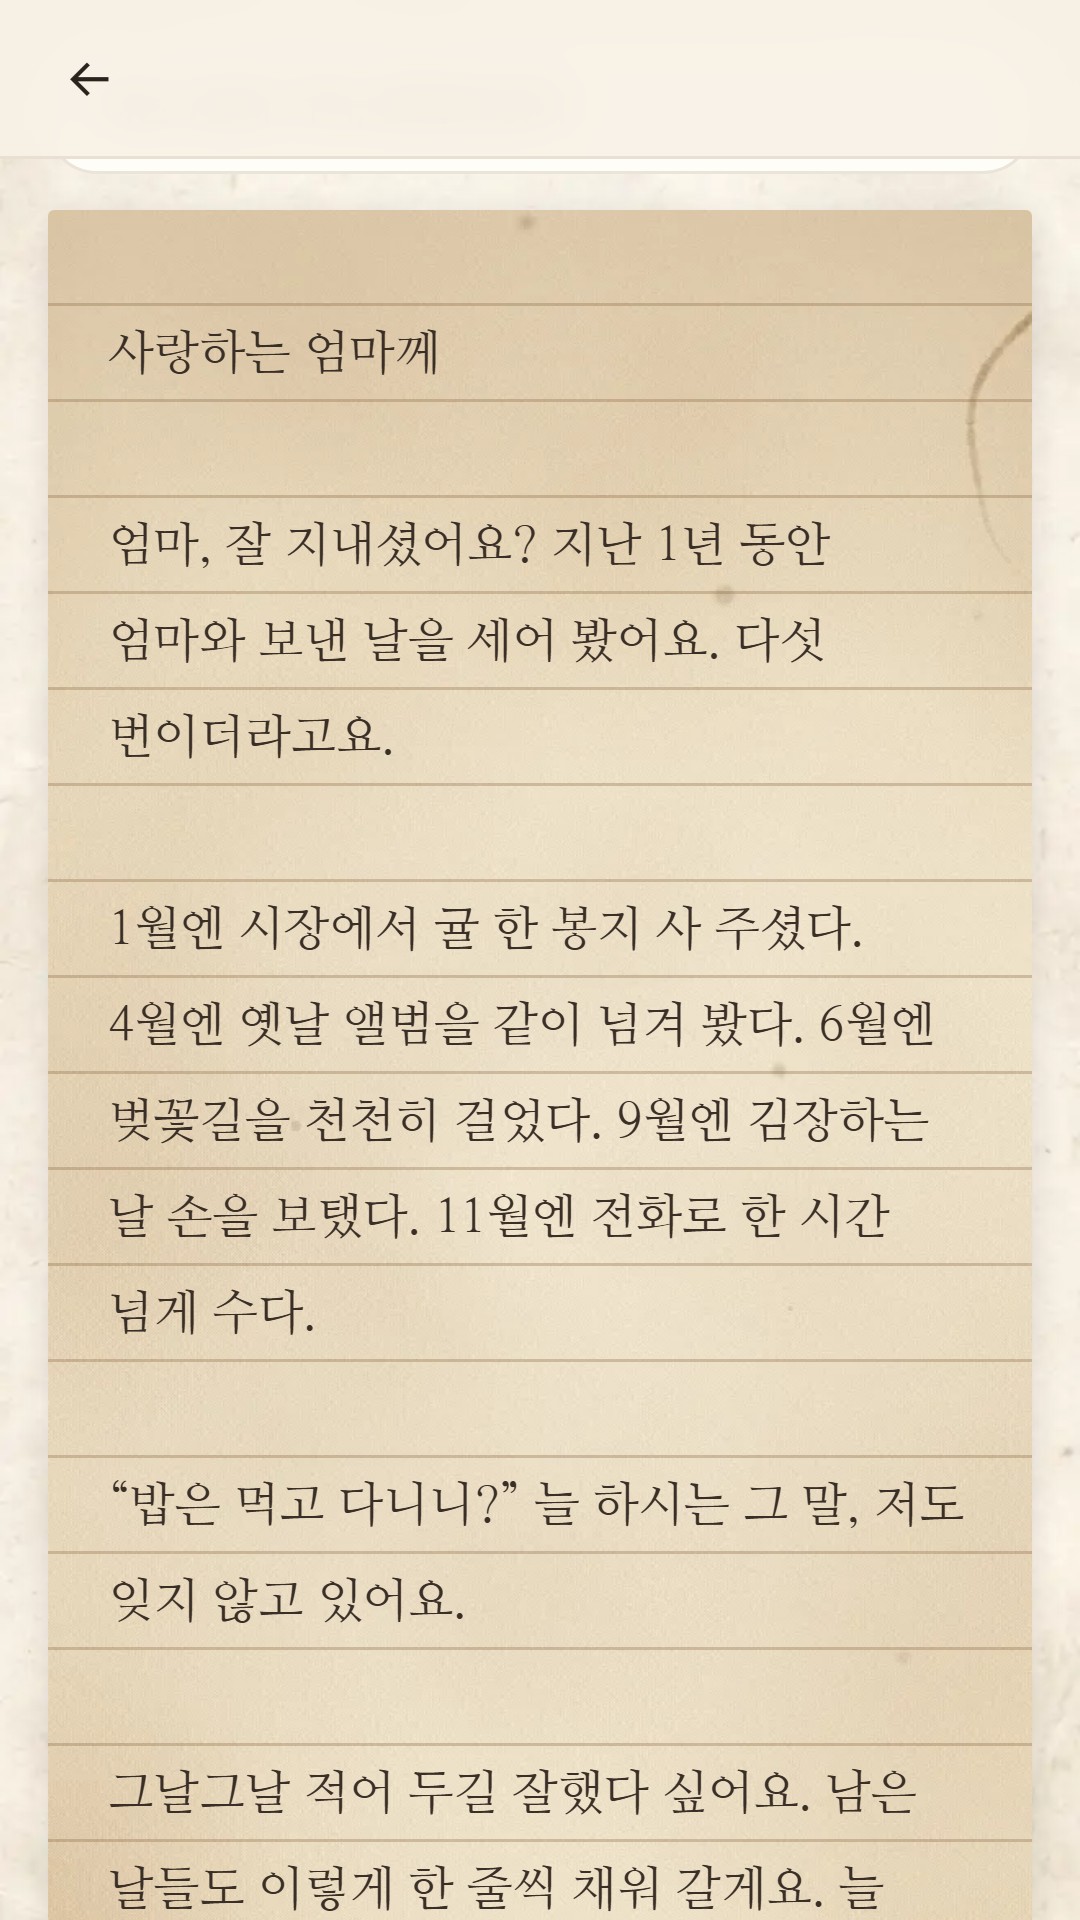 사랑하는 엄마께
엄마, 잘 지내셨어요? 지난 1년 동안
엄마와 보낸 날을 세어 봤어요. 다섯
번이더라고요.
1월엔 시장에서 귤 한 봉지 사 주셨다.
4월엔 옛날 앨범을 같이 넘겨 봤다. 6월엔
벚꽃길을 천천히 걸었다. 9월엔 김장하는
날 손을 보탰다. 11월엔 전화로 한 시간
넘게 수다.
“밥은 먹고 다니니?” 늘 하시는 그 말, 저도
잊지 않고 있어요.
그날그날 적어 두길 잘했다 싶어요. 남은
날들도 이렇게 한 줄씩 채워 갈게요. 늘